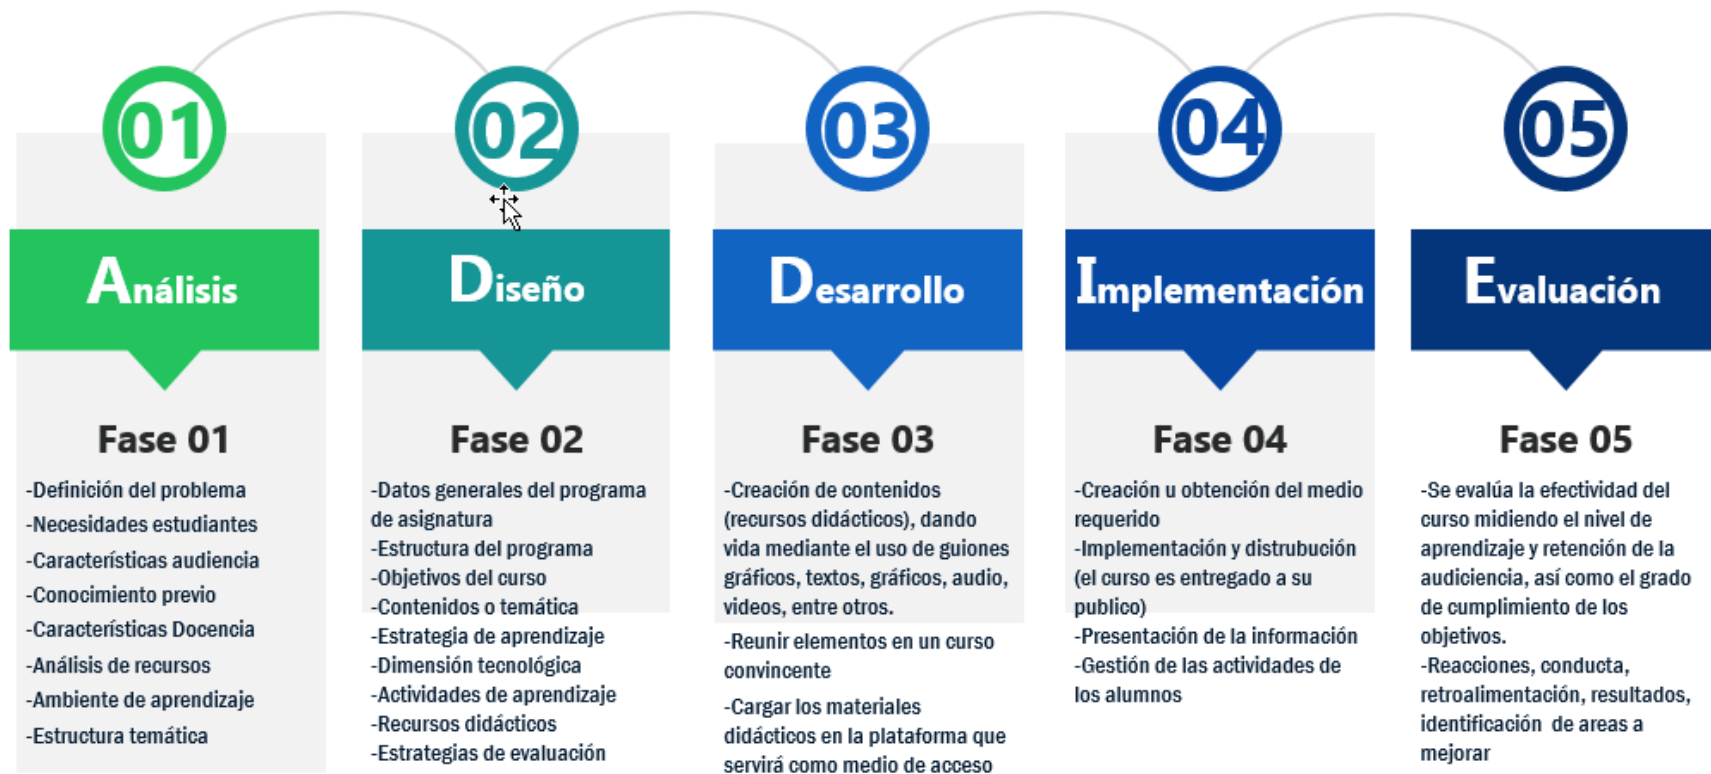 01
Análisis
Fase 01
-Definición del problema
-Necesidades estudiantes
-Características audiencia
-Conocimiento previo
-Características Docencia
-Análisis de recursos
-Ambiente de aprendizaje
-Estructura temática
02
Diseño
Fase 02
-Datos generales del programa
de asignatura
-Estructura del programa
-Objetivos del curso
-Contenidos o temática
-Estrategia de aprendizaje
-Dimensión tecnológica
-Actividades de aprendizaje
-Recursos didácticos
-Estrategias de evaluación
03
Desarrollo
Fase 03
-Creación de contenidos
(recursos didácticos), dando
vida mediante el uso de guiones
gráficos, textos, gráficos, audio,
videos, entre otros.
-Reunir elementos en un curso
convincente
-Cargar los materiales
didácticos en la plataforma que
servirá como medio de acceso
04
Implementación
Fase 04
-Creación u obtención del medio
requerido
-Implementación y distrubución
(el curso es entregado a su
publico)
-Presentación de la información
-Gestión de las actividades de
los alumnos
05
Evaluación
Fase 05
-Se evalúa la efectividad del
curso midiendo el nivel de
aprendizaje y retención de la
audiciencia, así como el grado
de cumplimiento de los
objetivos.
-Reacciones, conducta,
retroalimentación, resultados,
identificación de areas a
mejorar